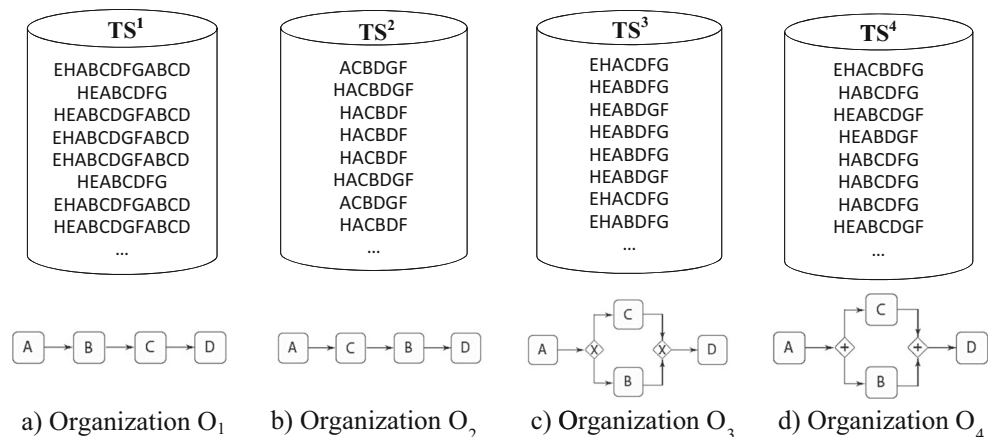 TS1
EHABCDFGABCD
HEABCDFG
HEABCDGFABCD
EHABCDGFABCD
EHABCDGFABCD
HEABCDFG
EHABCDFGABCD
HEABCDGFABCD
...
TS2
ACBDGF
HACBDGF
HACBDF
HACBDF
HACBDF
HACBDGF
ACBDGF
HACBDF
...
TS3
EHACDFG
HEABDFG
HEABDGF
HEABDFG
HEABDFG
HEABDGF
EHACDFG
EHABDFG
...
TS4
EHACBDFG
HABCDFG
HEABCDGF
HEABDGF
HABCDFG
HABCDFG
HABCDFG
HEABCDGF
...
A B C D
A C B D
A X C B X D
A + C B + D
a) Organization O1
b) Organization O2
c) Organization O3
d) Organization O4